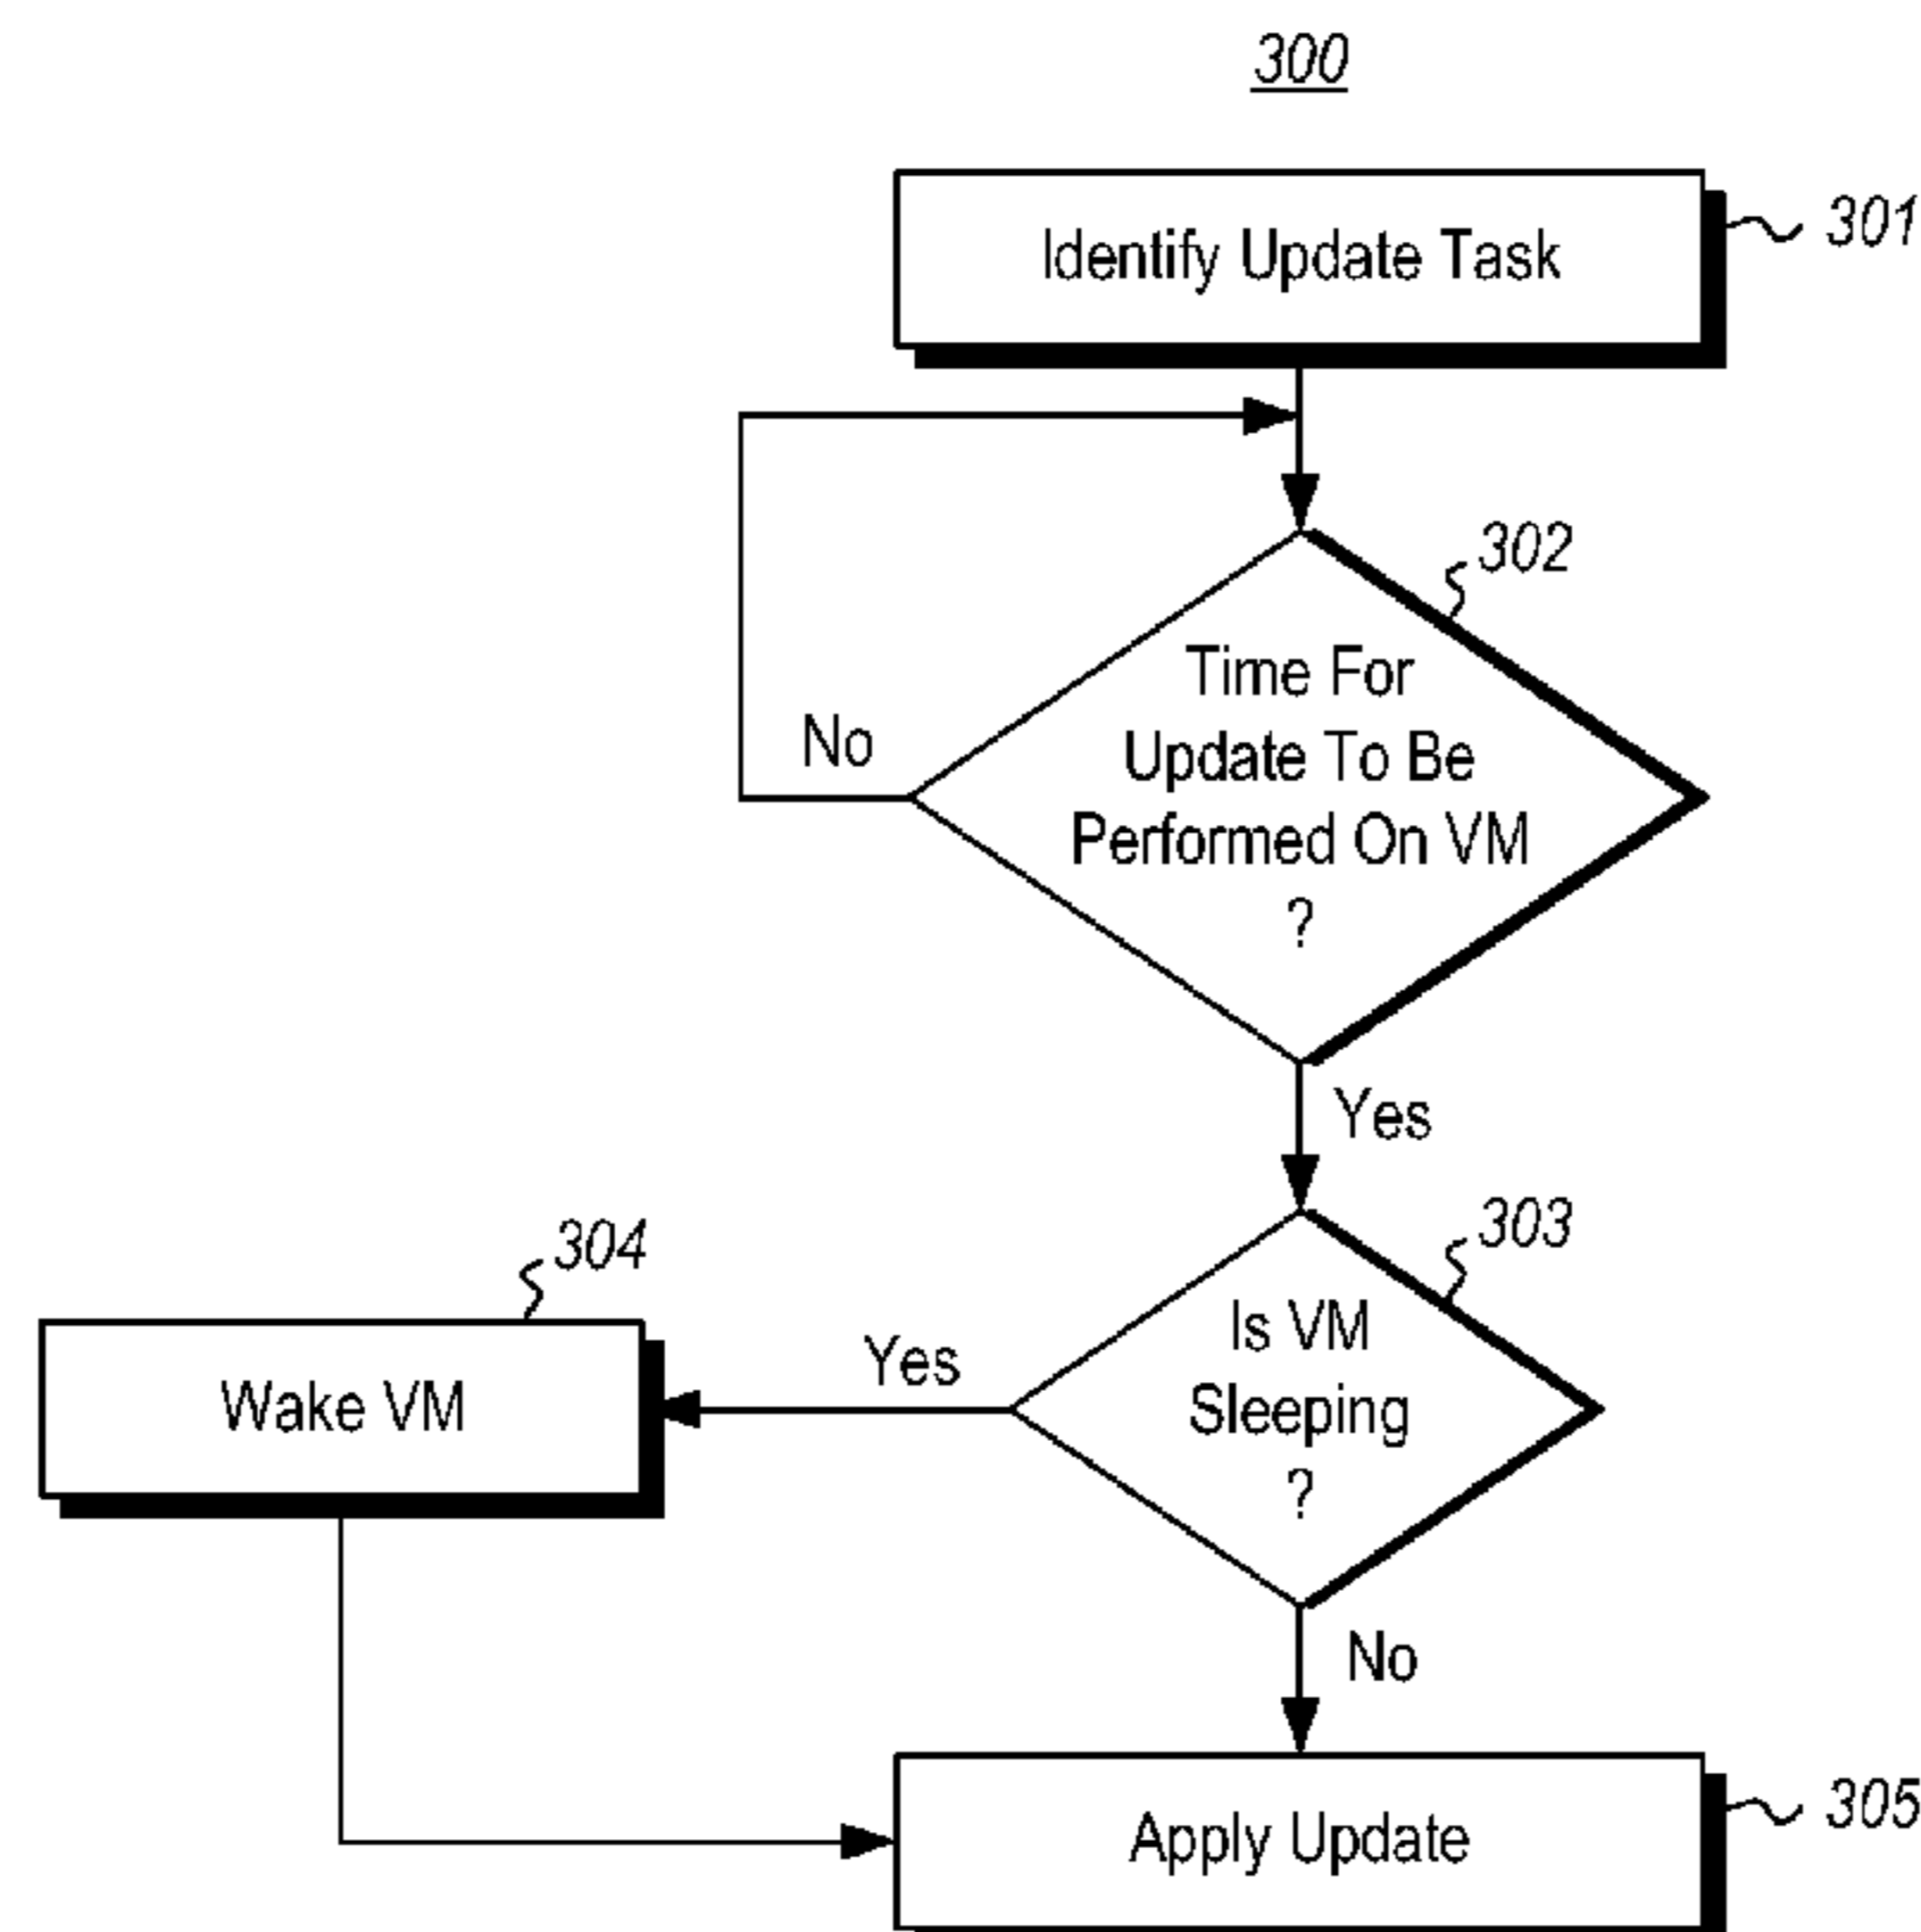 300
Identify Update Task
301
302
Time For
Update To Be
Performed On VM
?
No
Yes
303
304
Is VM
Sleeping
?
Yes
Wake VM
No
Apply Update
305